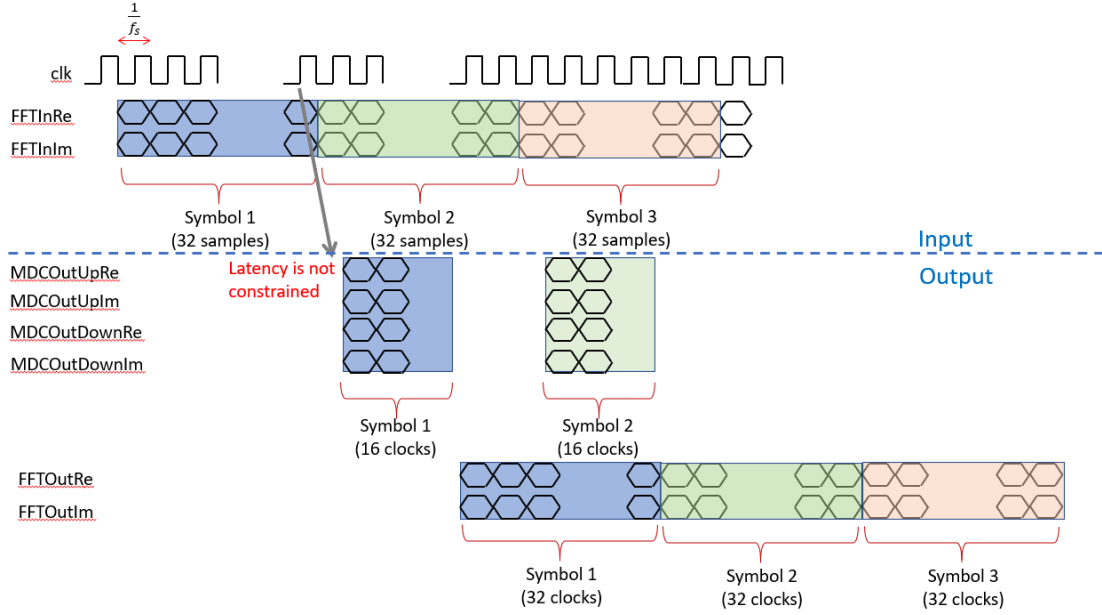 1/fs
clk
FFTInRe
FFTInIm
Symbol 1
(32 samples)
Symbol 2
(32 samples)
Symbol 3
(32 samples)
Input
Output
Latency is not
constrained
MDCOutUpRe
MDCOutUpIm
MDCOutDownRe
MDCOutDownIm
Symbol 1
(16 clocks)
Symbol 2
(16 clocks)
FFTOutRe
FFTOutIm
Symbol 1
(32 clocks)
Symbol 2
(32 clocks)
Symbol 3
(32 clocks)